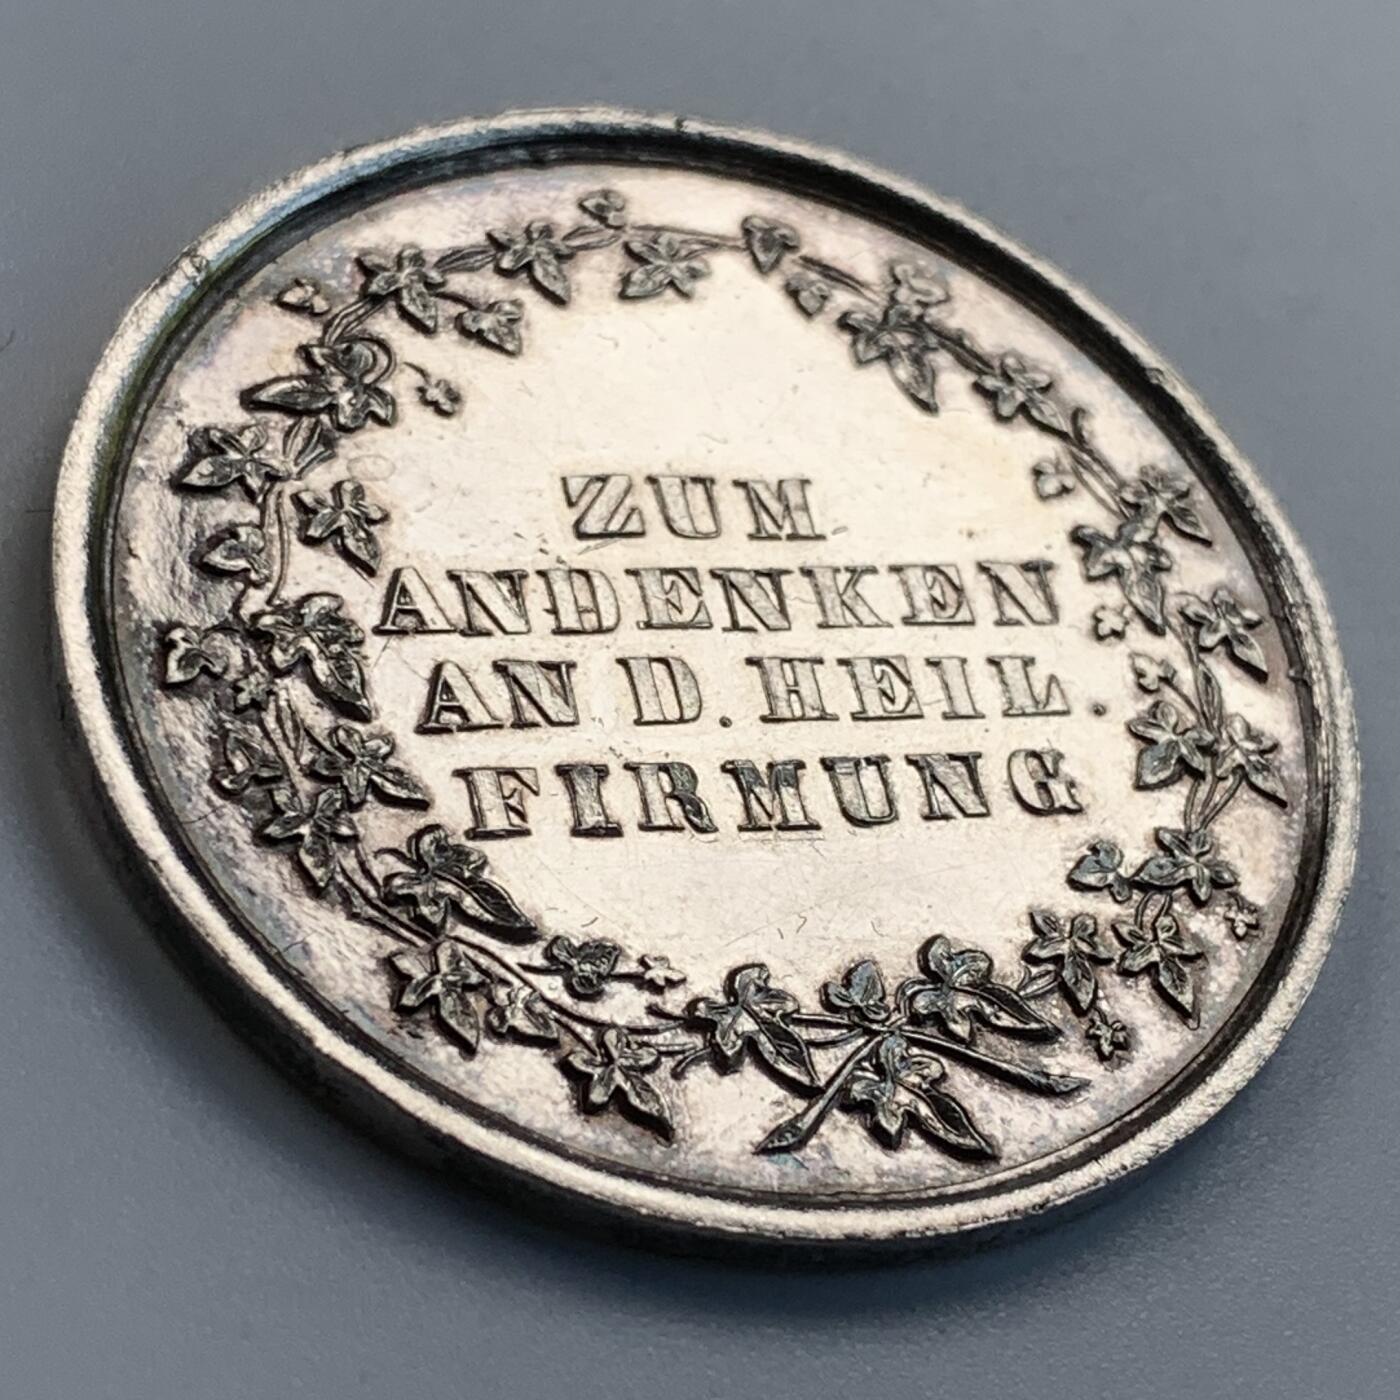 ZUM
ANDENKEN
AN D. HEIL.
FIRMUNG